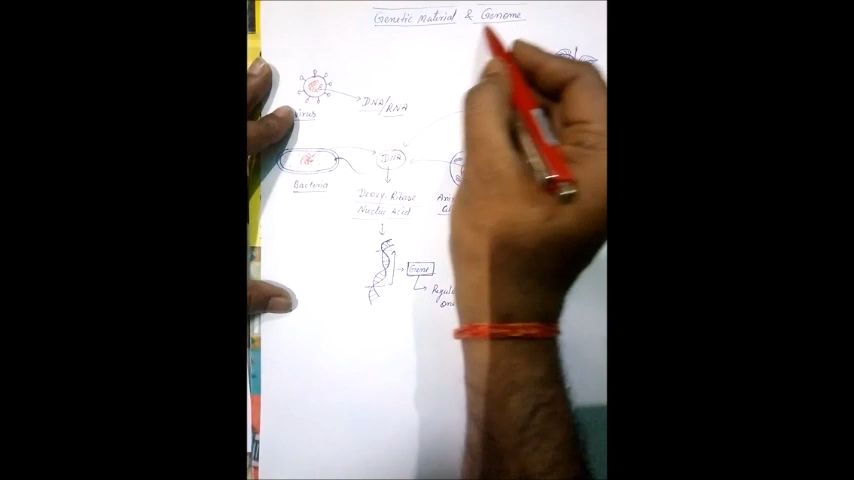 Genetic Material & Genome
DNA/RNA
virus
DNA
Bacteria
Deoxy Ribose
Nucleic Acid
Gene